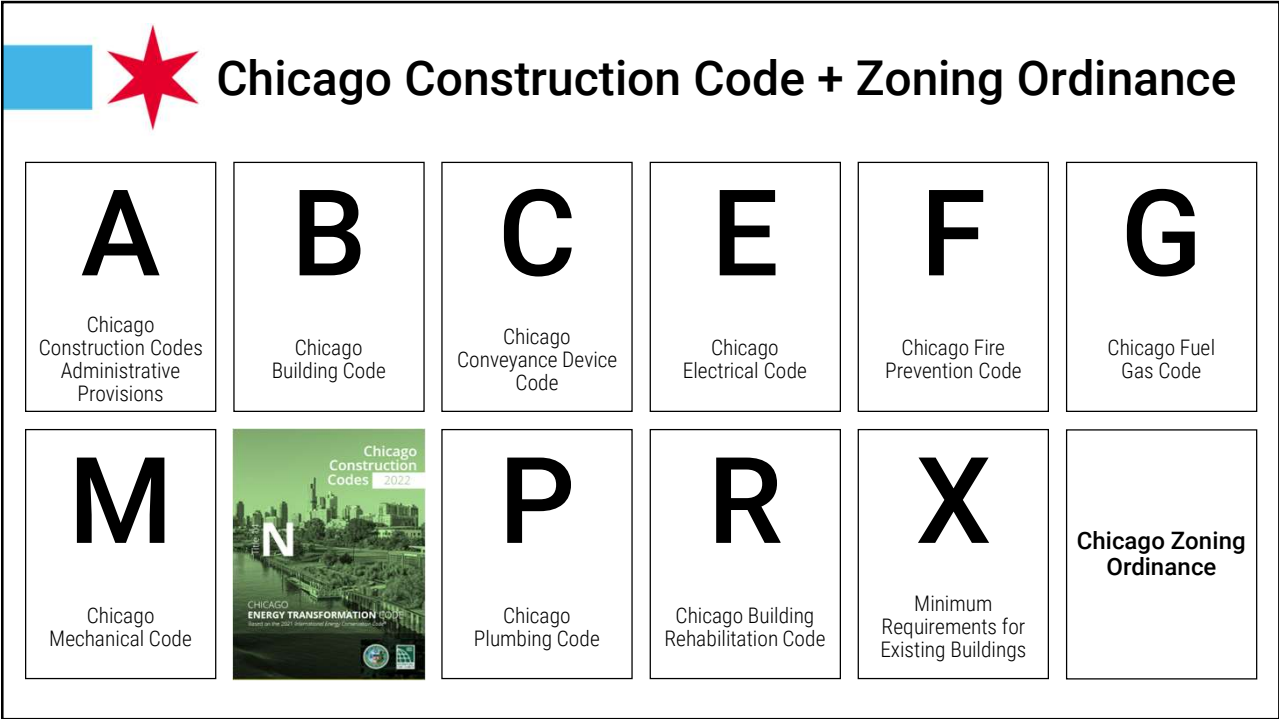 Chicago Construction Code + Zoning Ordinance
A
Chicago
Construction Codes
Administrative
Provisions
B
Chicago
Building Code
C
Chicago
Conveyance Device
Code
E
Chicago
Electrical Code
F
Chicago Fire
Prevention Code
G
Chicago Fuel
Gas Code
M
Chicago
Mechanical Code
Chicago
Construction
Codes 2022
Title 14
N
CHICAGO
ENERGY TRANSFORMATION CODE
Based on the 2021 International Energy Conservation Code®
P
Chicago
Plumbing Code
R
Chicago Building
Rehabilitation Code
X
Minimum
Requirements for
Existing Buildings
Chicago Zoning
Ordinance